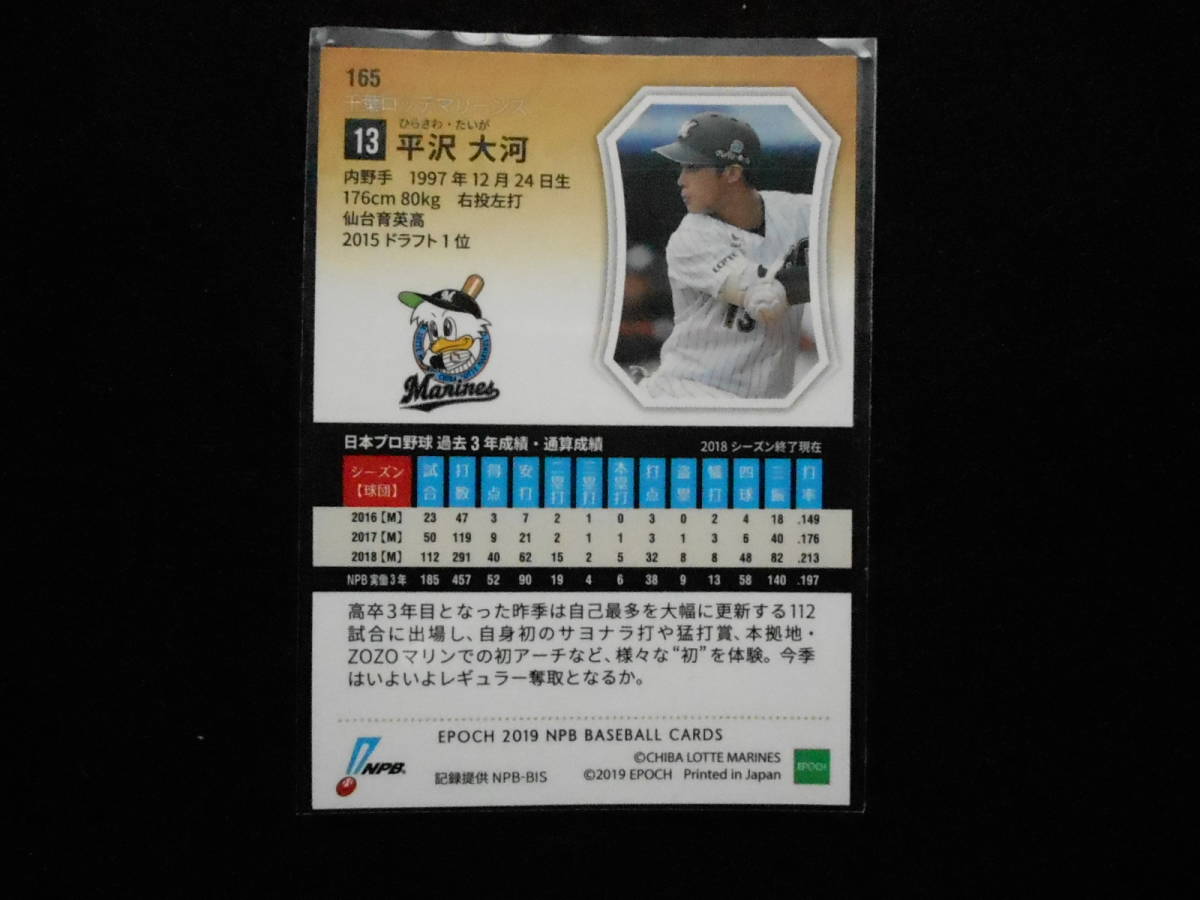 165
千葉ロッテマリーンズ
ひらさわ・たいが
13 平沢 大河
内野手 1997年12月24日生
176cm 80kg 右投左打
仙台育英高
2015ドラフト1位
Marines
13
日本プロ野球 過去3年成績・通算成績 2018シーズン終了現在
シーズン【球団】 試合 打数 得点 安打 二塁打 三塁打 本塁打 打点 盗塁 犠打 四球 三振 打率
2016【M】 23 47 3 7 2 1 0 3 0 2 4 18 .149
2017【M】 50 119 9 21 2 1 1 3 1 3 6 40 .176
2018【M】 112 291 40 62 15 2 5 32 8 8 48 82 .213
NPB実働3年 185 457 52 90 19 4 6 38 9 13 58 140 .197
高卒3年目となった昨季は自己最多を大幅に更新する112
試合に出場し、自身初のサヨナラ打や猛打賞、本拠地・
ZOZOマリンでの初アーチなど、様々な“初”を体験。今季
はいよいよレギュラー奪取となるか。
EPOCH 2019 NPB BASEBALL CARDS
NPB
記録提供 NPB-BIS
©CHIBA LOTTE MARINES
©2019 EPOCH Printed in Japan
EPOCH